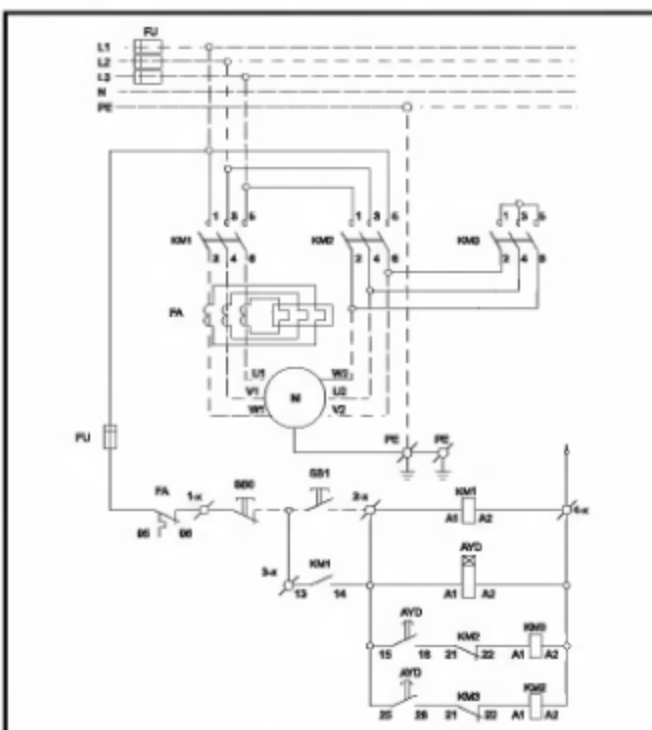 FU
L1
L2
L3
N
PE
1 3 5 1 3 5 1 3 5
KM1 KM2 KM3
2 4 6 2 4 6 2 4 6
FA
U1 W2
V1 M U2
W1 V2
FU PE PE
FA 1-x SB0 SB1 2-x KM1 4-x
95 96 A1 A2
AYD
3-x KM1
13 14 A1 A2
AYD KM2 KM3
15 18 21 22 A1 A2
AYD KM3 KM2
25 28 21 22 A1 A2